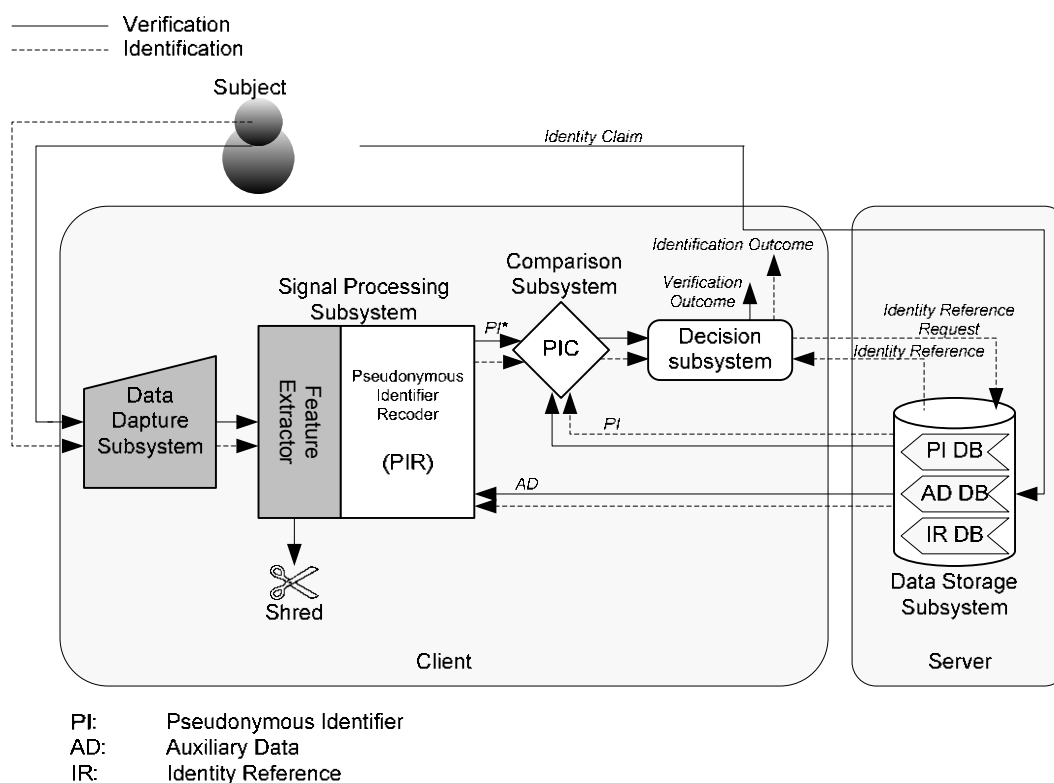 Verification
Identification
Subject
Identity Claim
Identification Outcome
Comparison
Subsystem
Verification
Outcome
Signal Processing
Subsystem
Identity Reference
Request
PI*
PIC
Decision
subsystem
Identity Reference
Data
Dapture
Subsystem
Feature
Extractor
Pseudonymous
Identifier
Recoder
(PIR)
PI
AD
PI DB
AD DB
IR DB
Data Storage
Subsystem
Shred
Client
Server
PI: Pseudonymous Identifier
AD: Auxiliary Data
IR: Identity Reference